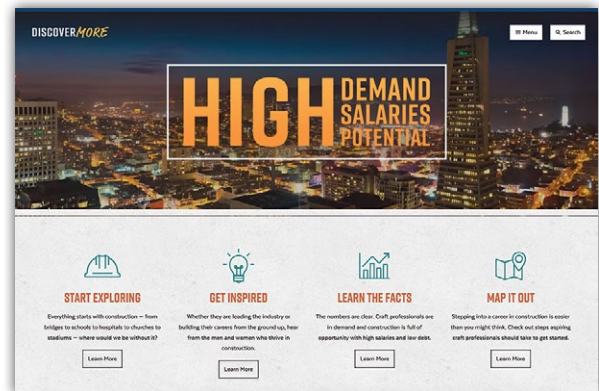 DISCOVERMORE
Menu
Search
HIGH
DEMAND
SALARIES
POTENTIAL
START EXPLORING
Everything starts with construction — from
bridges to schools to hospitals to churches to
stadiums — where would we be without it?
Learn More
GET INSPIRED
Whether they are leading the industry or
building their careers from the ground up, hear
from the men and women who thrive in
construction.
Learn More
LEARN THE FACTS
The numbers are clear. Craft professionals are
in demand and construction is full of
opportunity with high salaries and low debt.
Learn More
MAP IT OUT
Stepping into a career in construction is easier
than you might think. Check out steps aspiring
craft professionals should take to get started.
Learn More